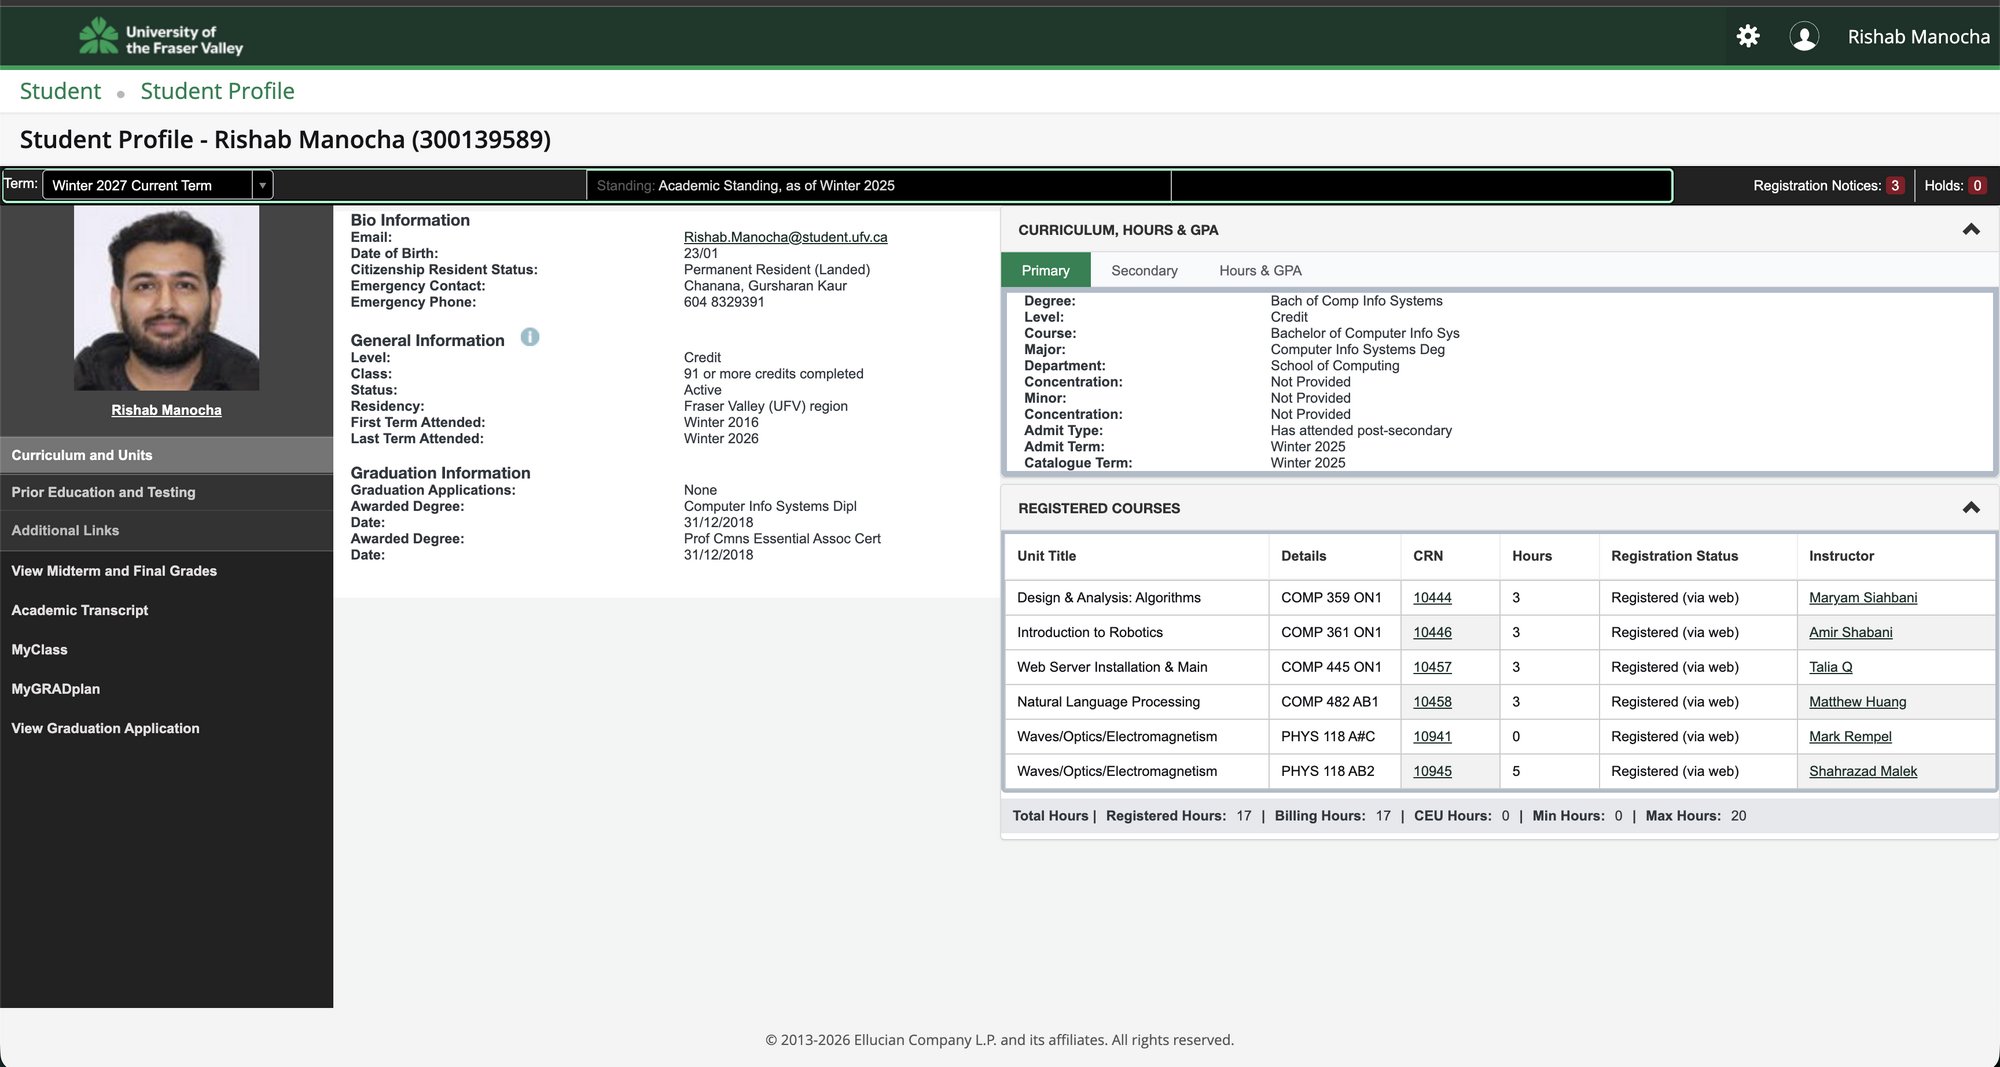 University of
the Fraser Valley
Rishab Manocha
Student • Student Profile
Student Profile - Rishab Manocha (300139589)
Term: Winter 2027 Current Term
Standing: Academic Standing, as of Winter 2025
Registration Notices: 3
Holds: 0
Rishab Manocha
Curriculum and Units
Prior Education and Testing
Additional Links
View Midterm and Final Grades
Academic Transcript
MyClass
MyGRADplan
View Graduation Application
Bio Information
Email: Rishab.Manocha@student.ufv.ca
Date of Birth: 23/01
Citizenship Resident Status: Permanent Resident (Landed)
Emergency Contact: Chanana, Gursharan Kaur
Emergency Phone: 604 8329391
General Information i
Level: Credit
Class: 91 or more credits completed
Status: Active
Residency: Fraser Valley (UFV) region
First Term Attended: Winter 2016
Last Term Attended: Winter 2026
Graduation Information
Graduation Applications: None
Awarded Degree: Computer Info Systems Dipl
Date: 31/12/2018
Awarded Degree: Prof Cmns Essential Assoc Cert
Date: 31/12/2018
CURRICULUM, HOURS & GPA
Primary Secondary Hours & GPA
Degree: Bach of Comp Info Systems
Level: Credit
Course: Bachelor of Computer Info Sys
Major: Computer Info Systems Deg
Department: School of Computing
Concentration: Not Provided
Minor: Not Provided
Concentration: Not Provided
Admit Type: Has attended post-secondary
Admit Term: Winter 2025
Catalogue Term: Winter 2025
REGISTERED COURSES
Unit Title Details CRN Hours Registration Status Instructor
Design & Analysis: Algorithms COMP 359 ON1 10444 3 Registered (via web) Maryam Siahbani
Introduction to Robotics COMP 361 ON1 10446 3 Registered (via web) Amir Shabani
Web Server Installation & Main COMP 445 ON1 10457 3 Registered (via web) Talia Q
Natural Language Processing COMP 482 AB1 10458 3 Registered (via web) Matthew Huang
Waves/Optics/Electromagnetism PHYS 118 A#C 10941 0 Registered (via web) Mark Rempel
Waves/Optics/Electromagnetism PHYS 118 AB2 10945 5 Registered (via web) Shahrazad Malek
Total Hours | Registered Hours: 17 | Billing Hours: 17 | CEU Hours: 0 | Min Hours: 0 | Max Hours: 20
© 2013-2026 Ellucian Company L.P. and its affiliates. All rights reserved.